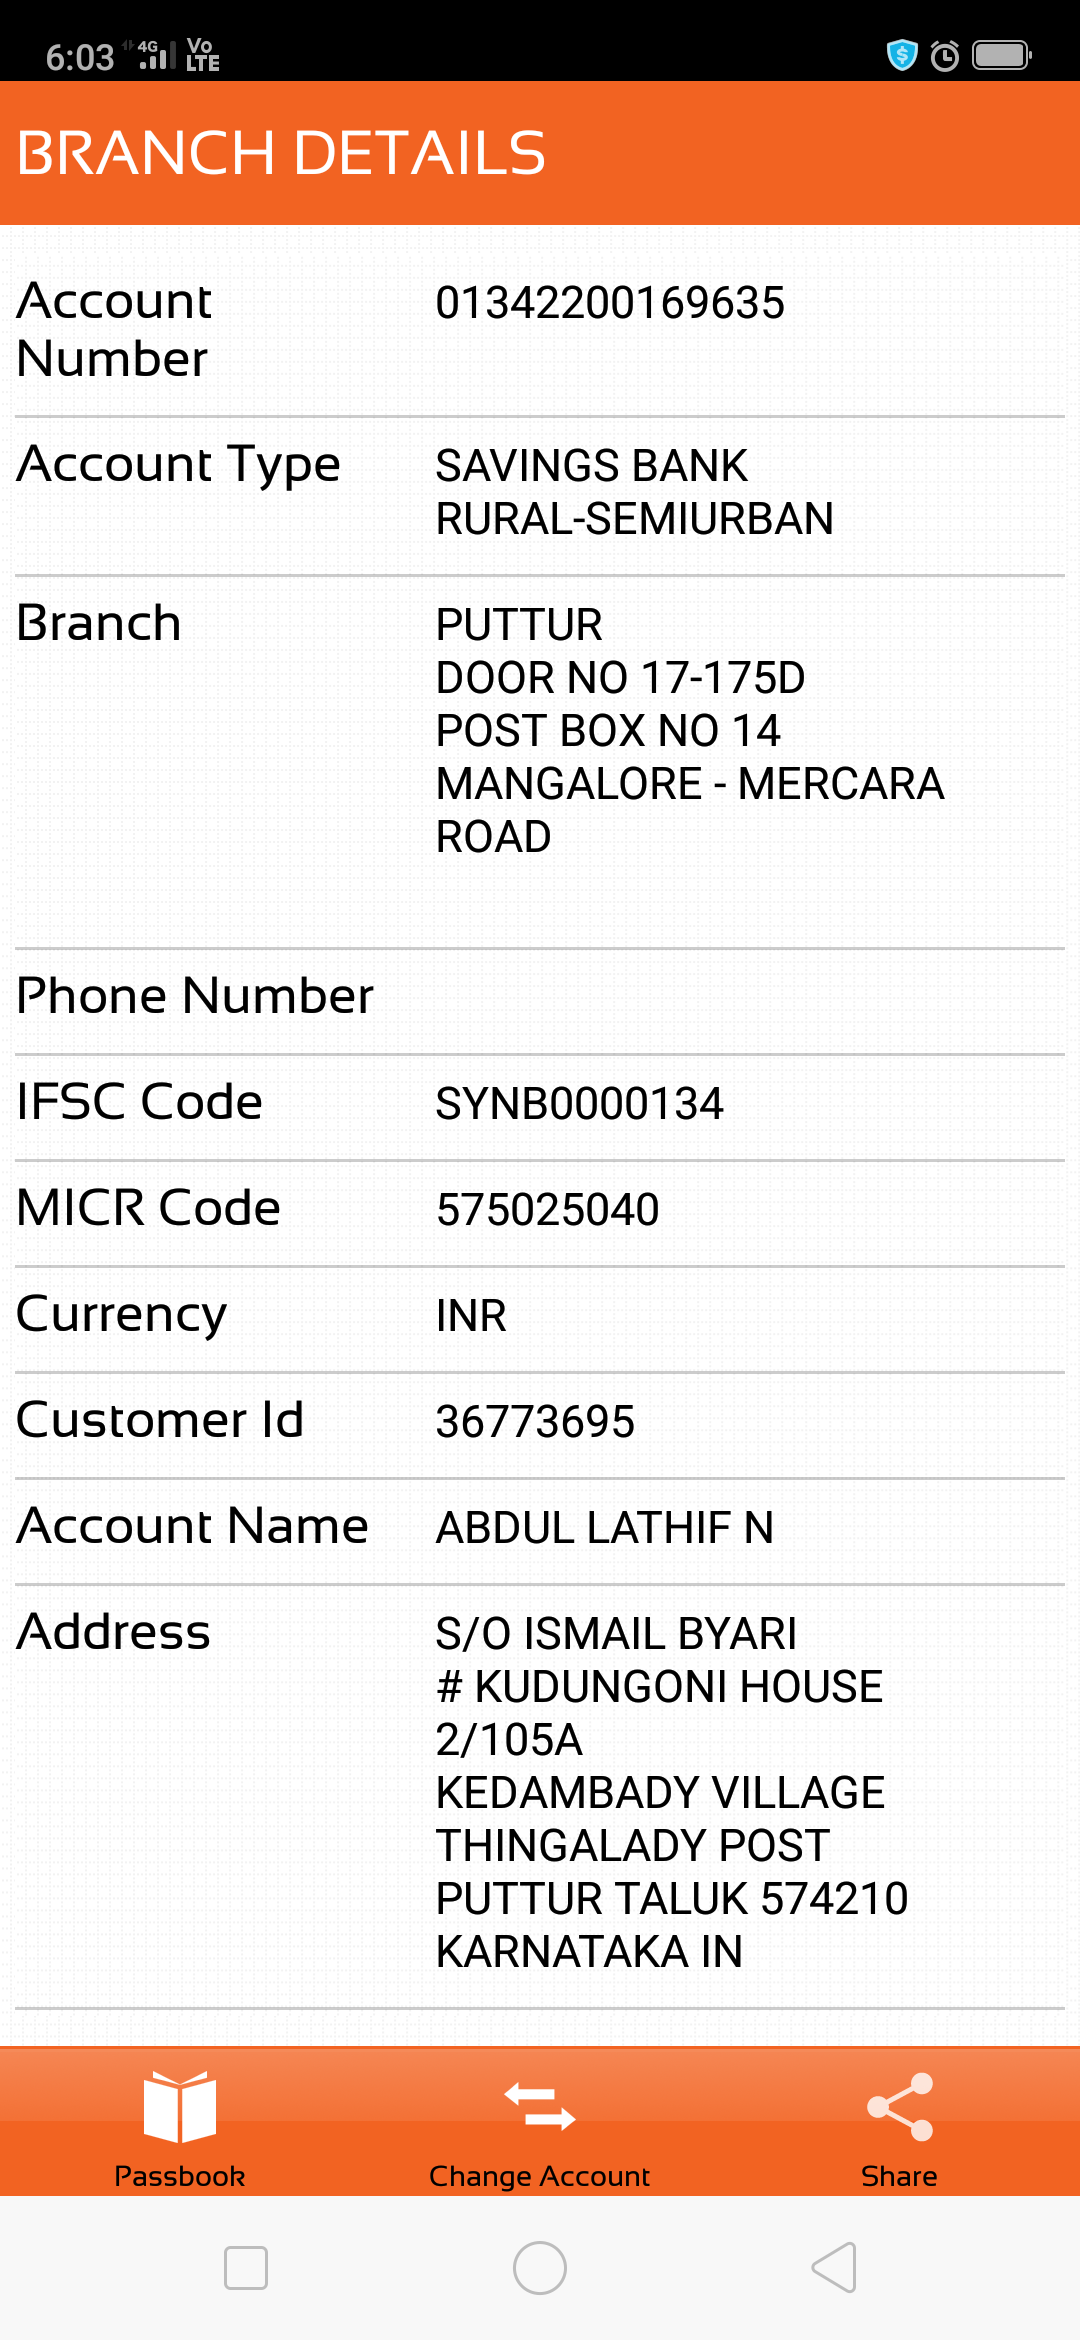 6:03 4G Vo LTE
BRANCH DETAILS
Account Number 01342200169635
Account Type SAVINGS BANK
RURAL-SEMIURBAN
Branch PUTTUR
DOOR NO 17-175D
POST BOX NO 14
MANGALORE - MERCARA
ROAD
Phone Number
IFSC Code SYNB0000134
MICR Code 575025040
Currency INR
Customer Id 36773695
Account Name ABDUL LATHIF N
Address S/O ISMAIL BYARI
# KUDUNGONI HOUSE
2/105A
KEDAMBADY VILLAGE
THINGALADY POST
PUTTUR TALUK 574210
KARNATAKA IN
Passbook Change Account Share